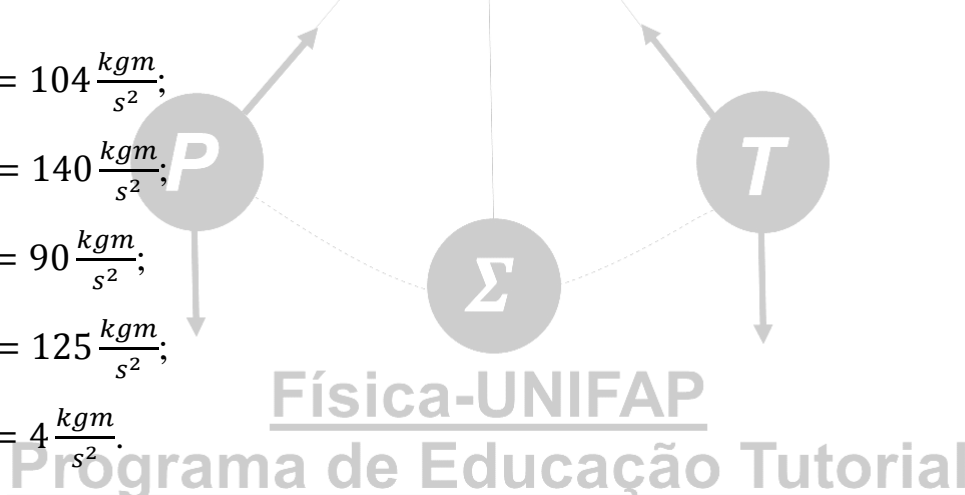 = 104 kgm/s²;
= 140 kgm/s²;
P
T
= 90 kgm/s²;
Σ
= 125 kgm/s²;
Física-UNIFAP
= 4 kgm/s².
Programa de Educação Tutorial